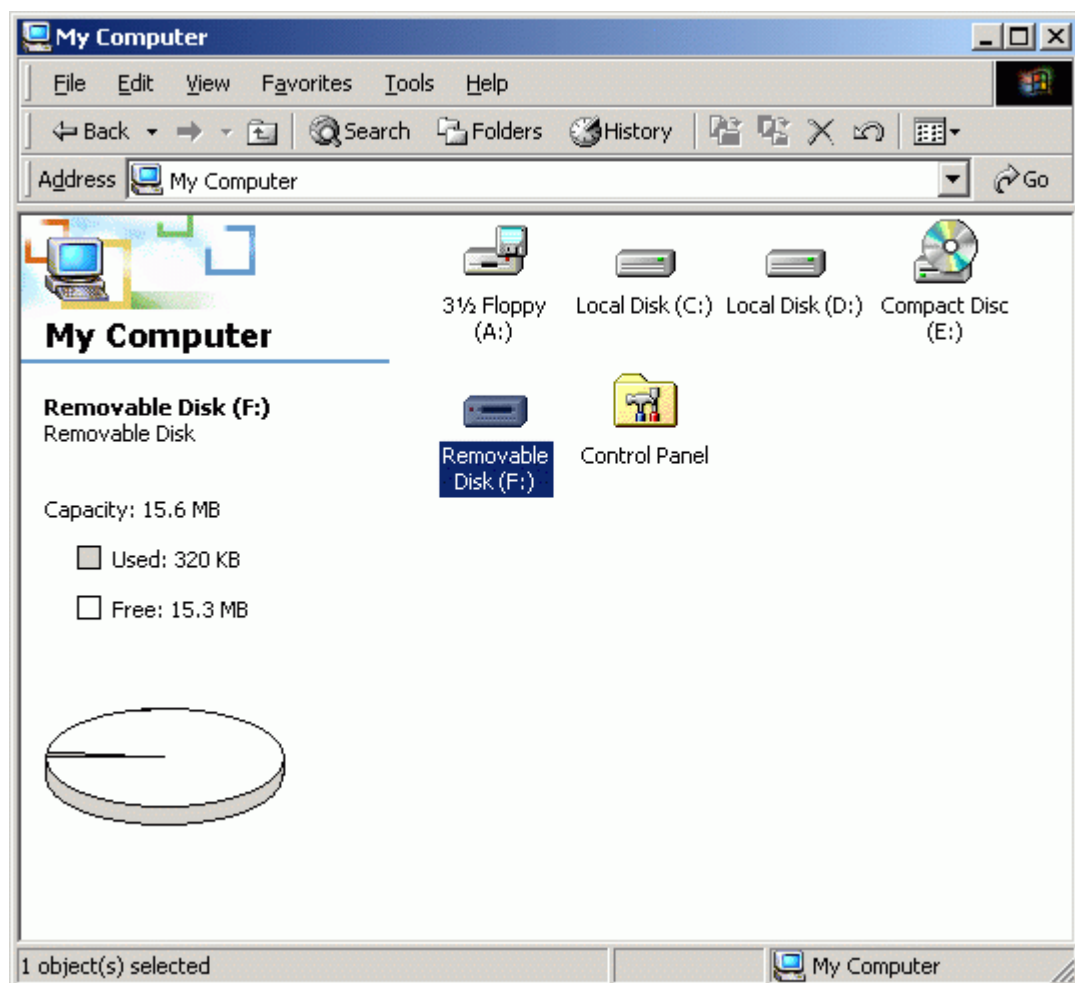 My Computer
File Edit View Favorites Tools Help
Back Search Folders History
Address My Computer Go
My Computer
Removable Disk (F:)
Removable Disk
Capacity: 15.6 MB
Used: 320 KB
Free: 15.3 MB
3½ Floppy
(A:)
Local Disk (C:)
Local Disk (D:)
Compact Disc
(E:)
Removable
Disk (F:)
Control Panel
1 object(s) selected
My Computer